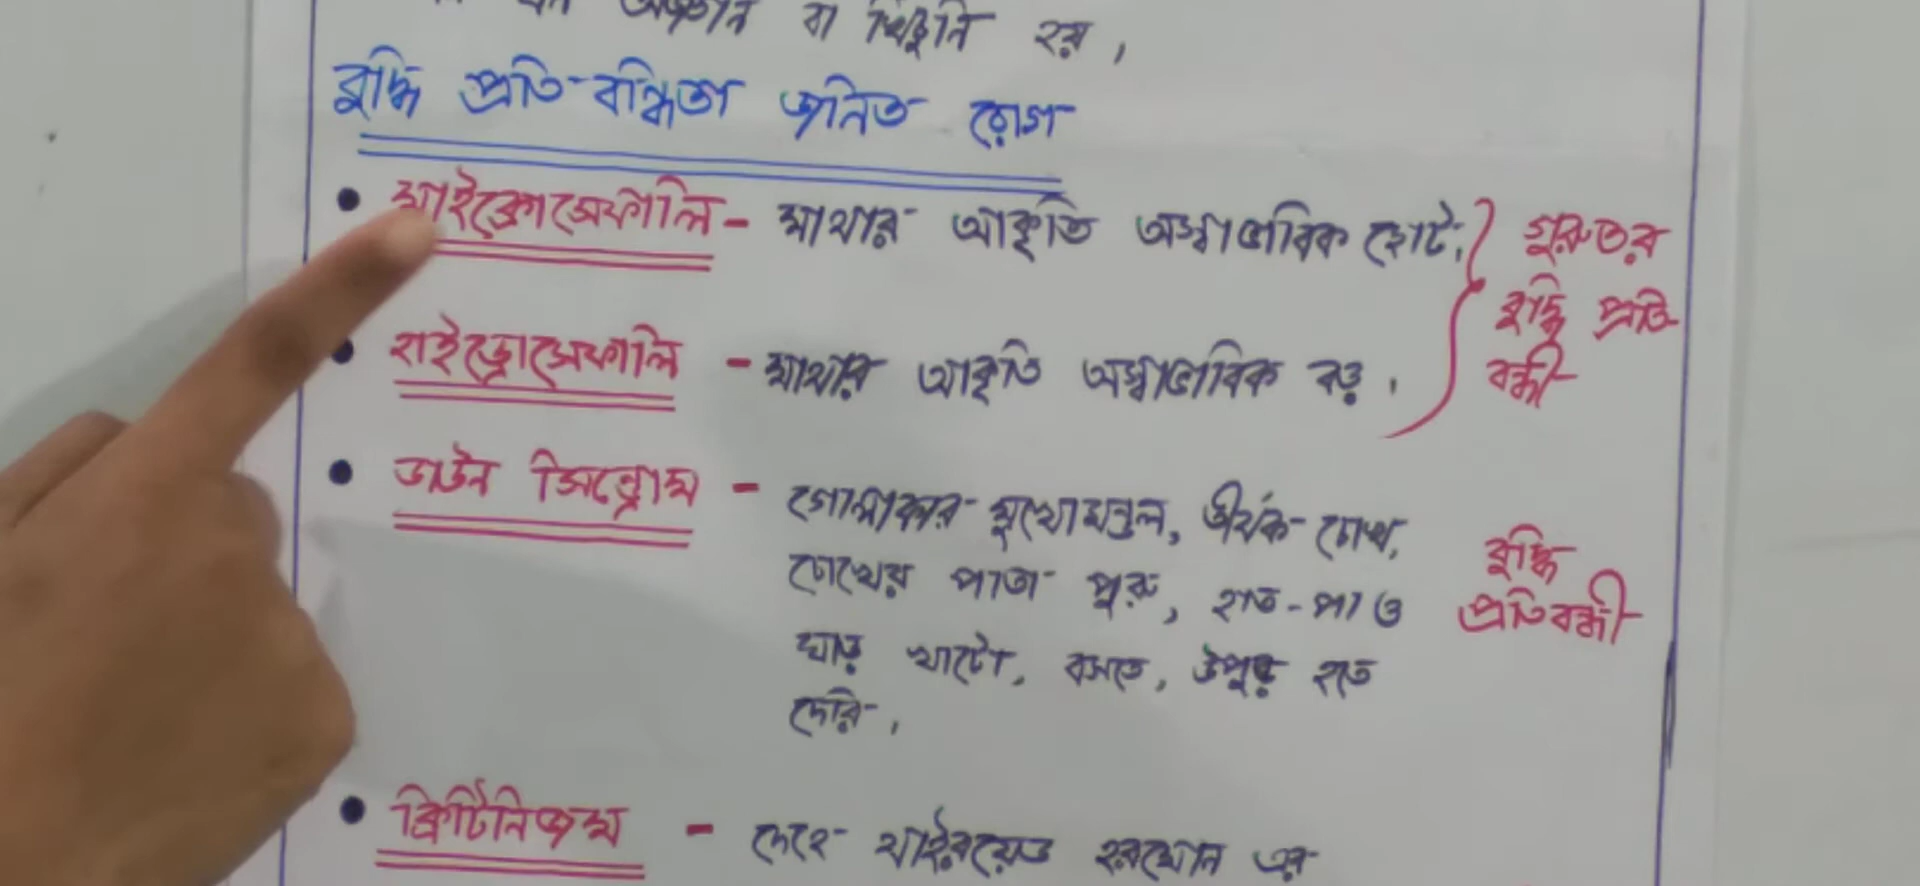 অজ্ঞান বা খিঁচুনি হয়,
বুদ্ধি প্রতি-বন্ধিতা জনিত রোগ
• মাইক্রোসেফালি - মাথার আকৃতি অস্বাভাবিক ছোট,
গুরুতর
বুদ্ধি প্রতি
বন্ধী
• হাইড্রোসেফালি - মাথার আকৃতি অস্বাভাবিক বড়,
• ডাউন সিনড্রোম - গোলাকার মুখোমন্ডল, তীর্যক চোখ,
চোখের পাতা পুরু, হাত-পা ও
ঘাড় খাটো, বসতে, উপুড় হতে
দেরি,
বুদ্ধি
প্রতিবন্ধী
• ক্রিটিনিজম - দেহে থাইরয়েড হরমোন এর